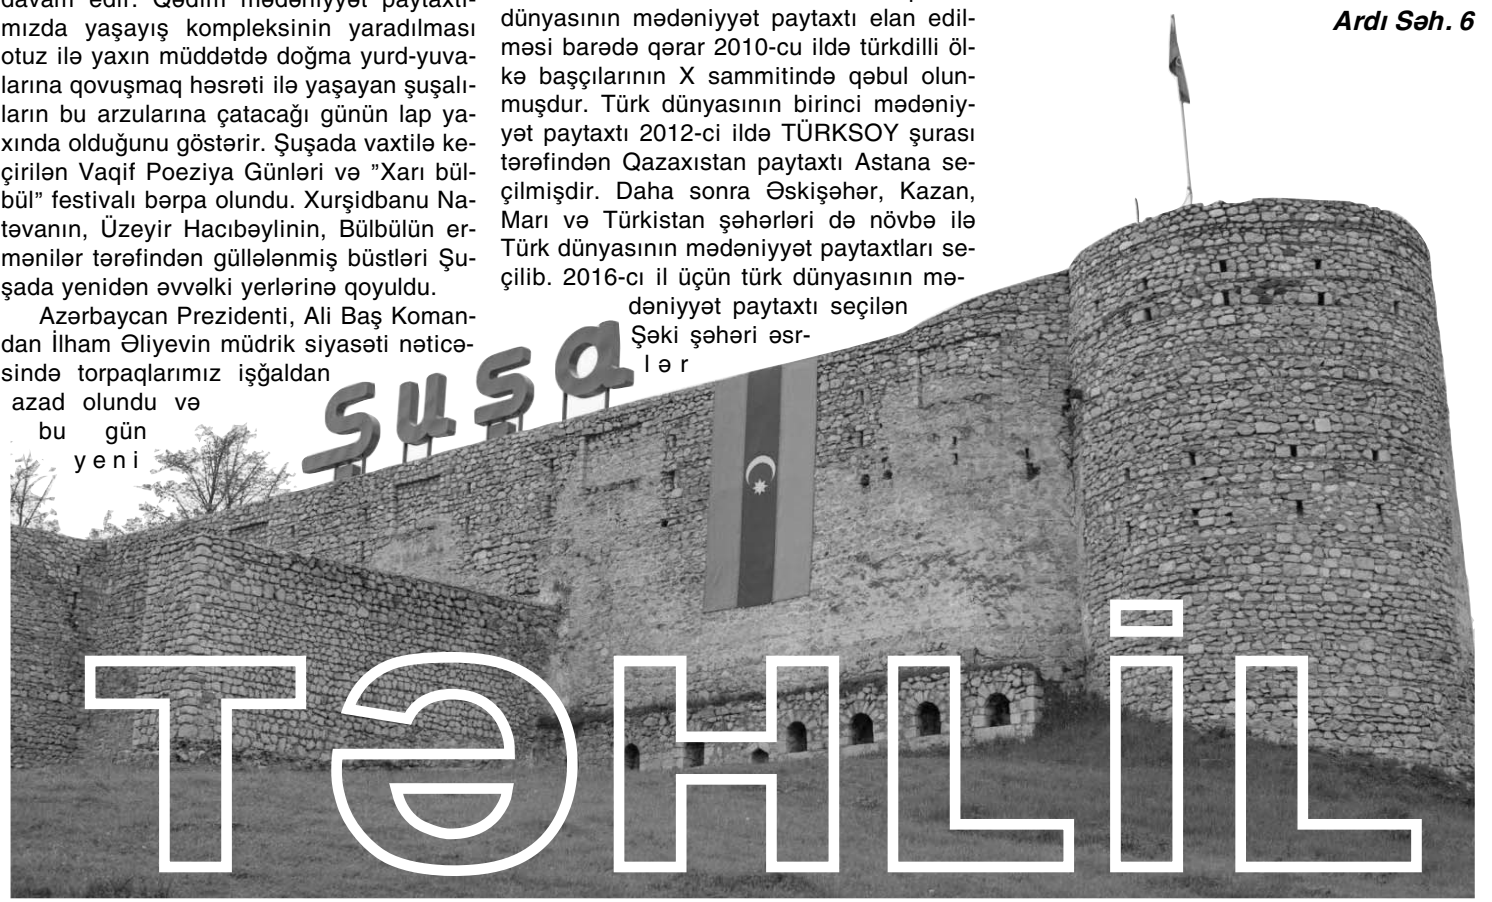 davam edir. Qədim mədəniyyət paytaxtı-
mızda yaşayış kompleksinin yaradılması
otuz ilə yaxın müddətdə doğma yurd-yuva-
larına qovuşmaq həsrəti ilə yaşayan şuşalı-
ların bu arzularına çatacağı günün lap ya-
xında olduğunu göstərir. Şuşada vaxtilə ke-
çirilən Vaqif Poeziya Günləri və "Xarı bül-
bül" festivalı bərpa olundu. Xurşidbanu Na-
təvanın, Üzeyir Hacıbəylinin, Bülbülün er-
mənilər tərəfindən güllələnmiş büstləri Şu-
şada yenidən əvvəlki yerlərinə qoyuldu.
Azərbaycan Prezidenti, Ali Baş Koman-
dan İlham Əliyevin müdrik siyasəti nəticə-
sində torpaqlarımız işğaldan
azad olundu və
bu gün
yeni
dünyasının mədəniyyət paytaxtı elan edil-
məsi barədə qərar 2010-cu ildə türkdilli öl-
kə başçılarının X sammitində qəbul olun-
muşdur. Türk dünyasının birinci mədəniy-
yət paytaxtı 2012-ci ildə TÜRKSOY şurası
tərəfindən Qazaxıstan paytaxtı Astana se-
çilmişdir. Daha sonra Əskişəhər, Kazan,
Marı və Türkistan şəhərləri də növbə ilə
Türk dünyasının mədəniyyət paytaxtları se-
çilib. 2016-cı il üçün türk dünyasının mə-
dəniyyət paytaxtı seçilən
Şəki şəhəri əsr-
lər
Ardı Səh. 6
Şuşa
TƏHLİL